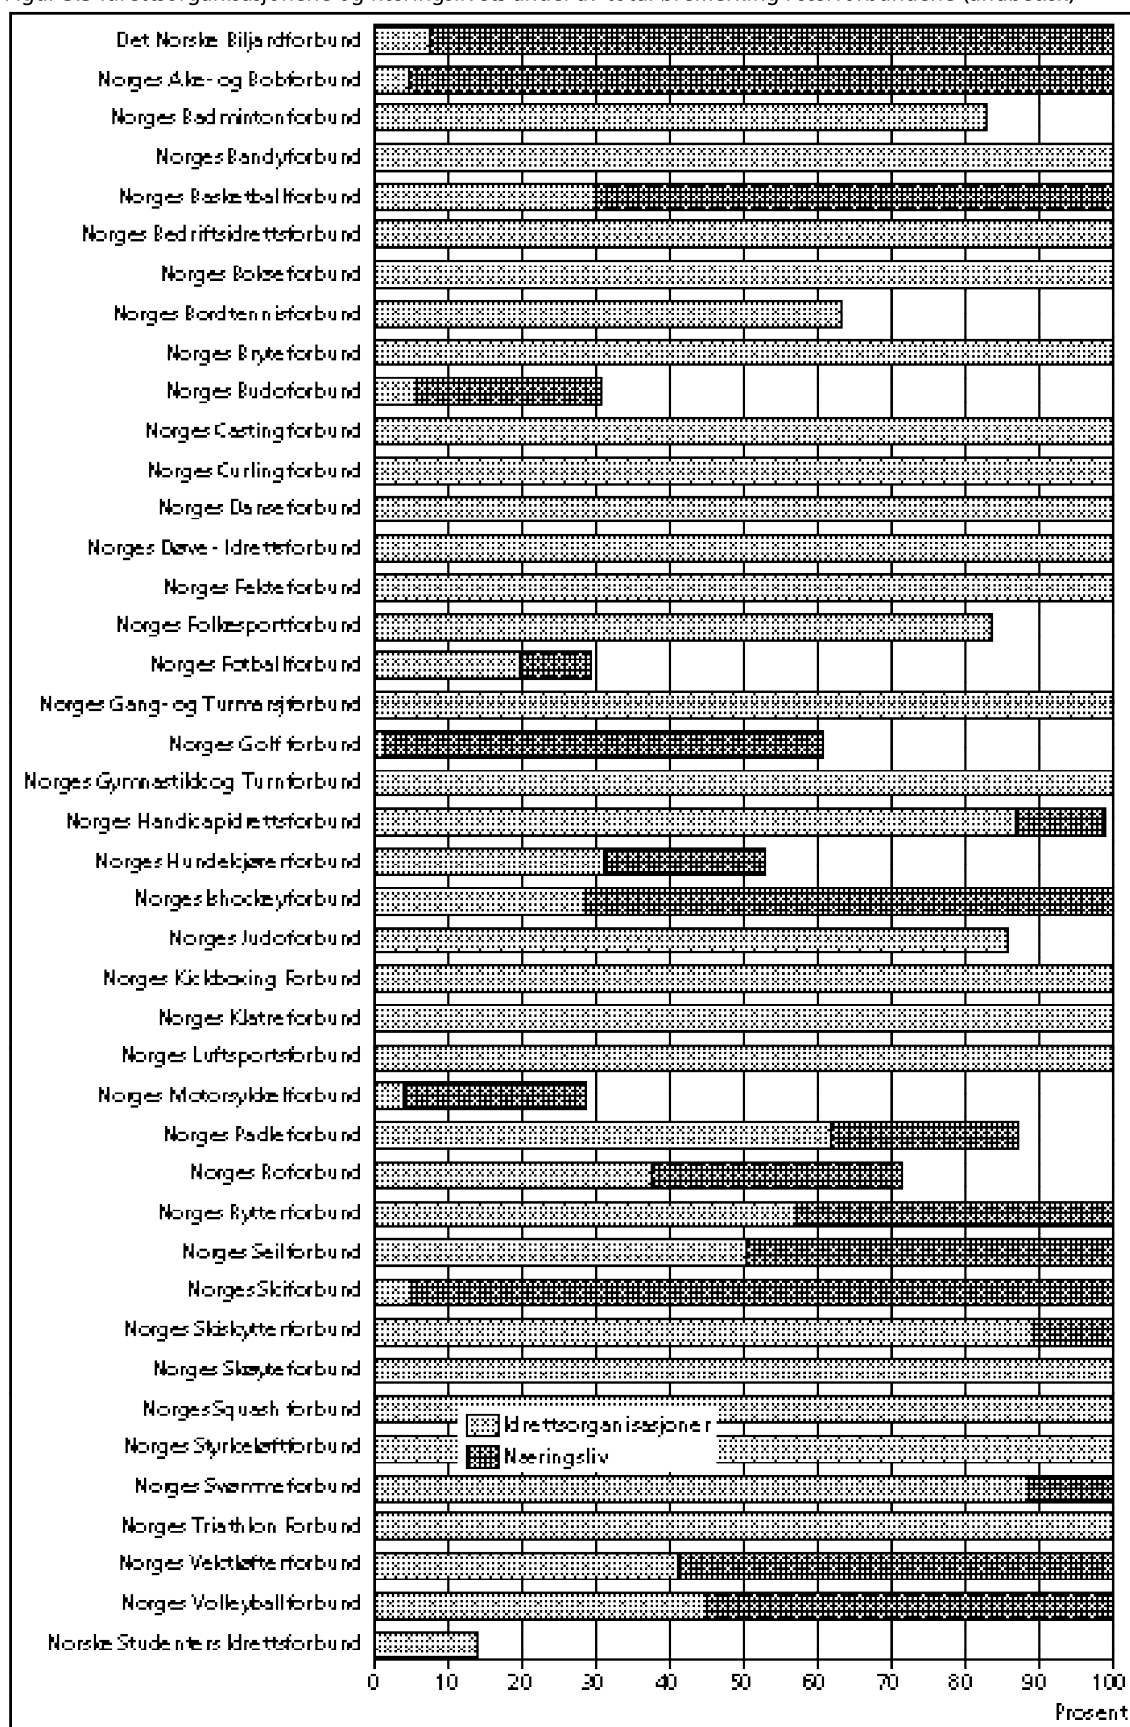 Det Norske Biljardforbund
Norges Ake- og Bobforbund
Norges Badmintonforbund
Norges Bandyforbund
Norges Basketballforbund
Norges Bedriftsidrettsforbund
Norges Bokseforbund
Norges Bordtennisforbund
Norges Bryteforbund
Norges Budoforbund
Norges Castingforbund
Norges Curlingforbund
Norges Danseforbund
Norges Døve- Idrettsforbund
Norges Fekteforbund
Norges Folkesportforbund
Norges Fotballforbund
Norges Gang- og Turmarsjforbund
Norges Golfforbund
Norges Gymnastikk og Turnforbund
Norges Handicapidrettsforbund
Norges Hundekjørerforbund
Norges Ishockeyforbund
Norges Judoforbund
Norges Kickboxing Forbund
Norges Klatreforbund
Norges Luftsportsforbund
Norges Motorsykkelforbund
Norges Padleforbund
Norges Roforbund
Norges Rytterforbund
Norges Seilforbund
Norges Skiforbund
Norges Skiskytterforbund
Norges Skøyteforbund
Norges Squash forbund
Idrettsorganisasjoner
Norges Styrkeløftforbund
Næringsliv
Norges Svømmeforbund
Norges Triathlon Forbund
Norges Vektløfterforbund
Norges Volleyballforbund
Norske Studenters Idrettsforbund
0 10 20 30 40 50 60 70 80 90 100
Prosent